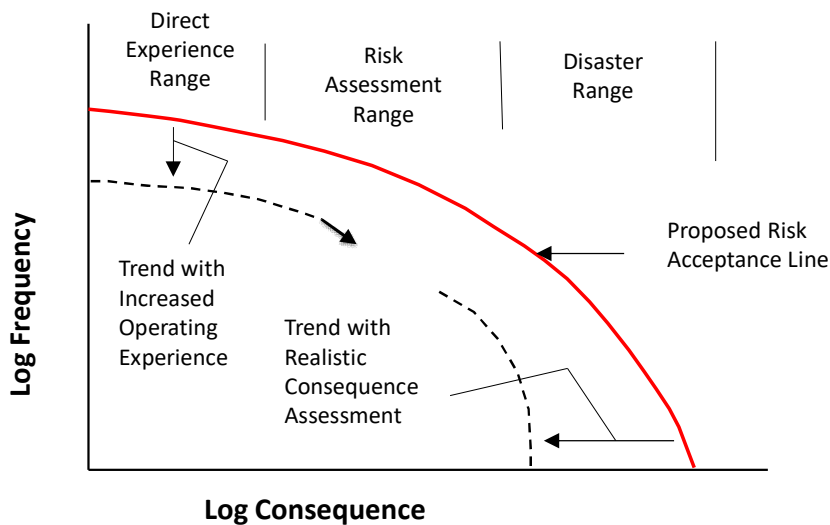 Direct
Experience
Range
Risk
Assessment
Range
Disaster
Range
Proposed Risk
Acceptance Line
Trend with
Increased
Operating
Experience
Trend with
Realistic
Consequence
Assessment
Log Frequency
Log Consequence